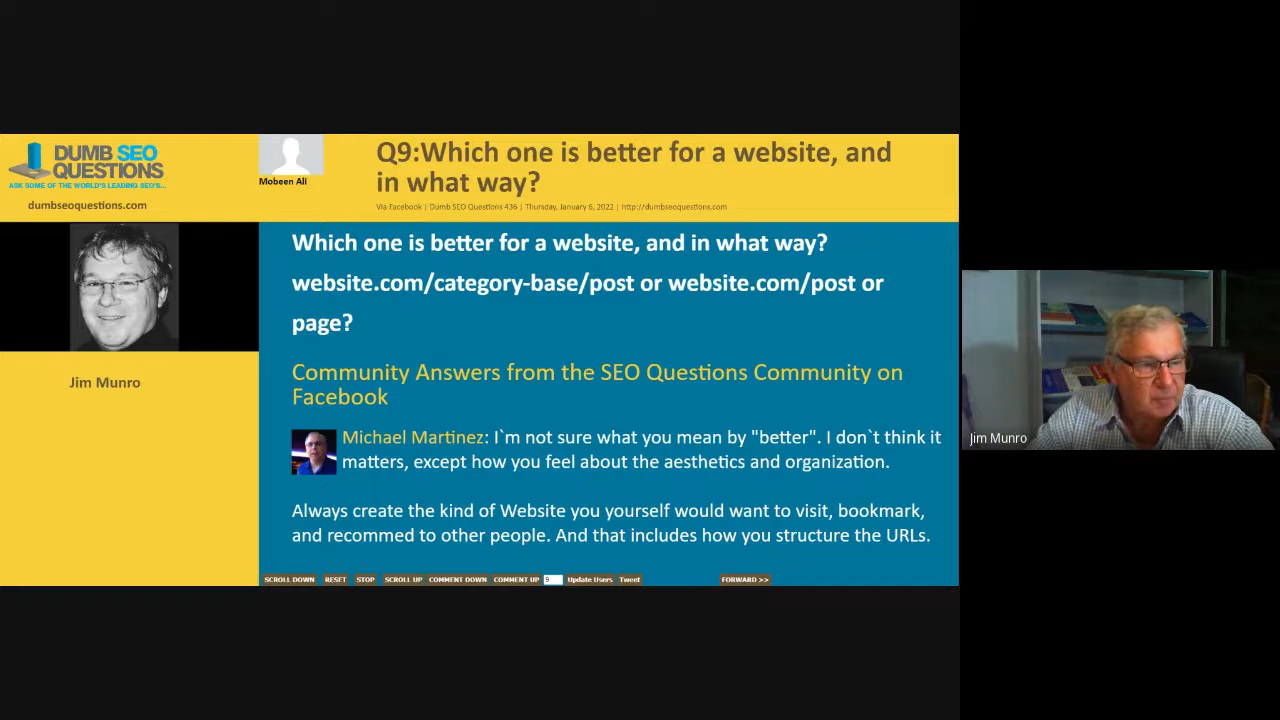 DUMB SEO
QUESTIONS
ASK SOME OF THE WORLD'S LEADING SEO'S...
dumbseoquestions.com
Mobeen Ali
Q9:Which one is better for a website, and
in what way?
Via Facebook | Dumb SEO Questions 436 | Thursday, January 6, 2022 | http://dumbseoquestions.com
Jim Munro
Which one is better for a website, and in what way?
website.com/category-base/post or website.com/post or
page?
Community Answers from the SEO Questions Community on
Facebook
Michael Martinez: I`m not sure what you mean by "better". I don`t think it
matters, except how you feel about the aesthetics and organization.
Always create the kind of Website you yourself would want to visit, bookmark,
and recommed to other people. And that includes how you structure the URLs.
SCROLL DOWN RESET STOP SCROLL UP COMMENT DOWN COMMENT UP 9 Update Users Tweet FORWARD >>
Jim Munro